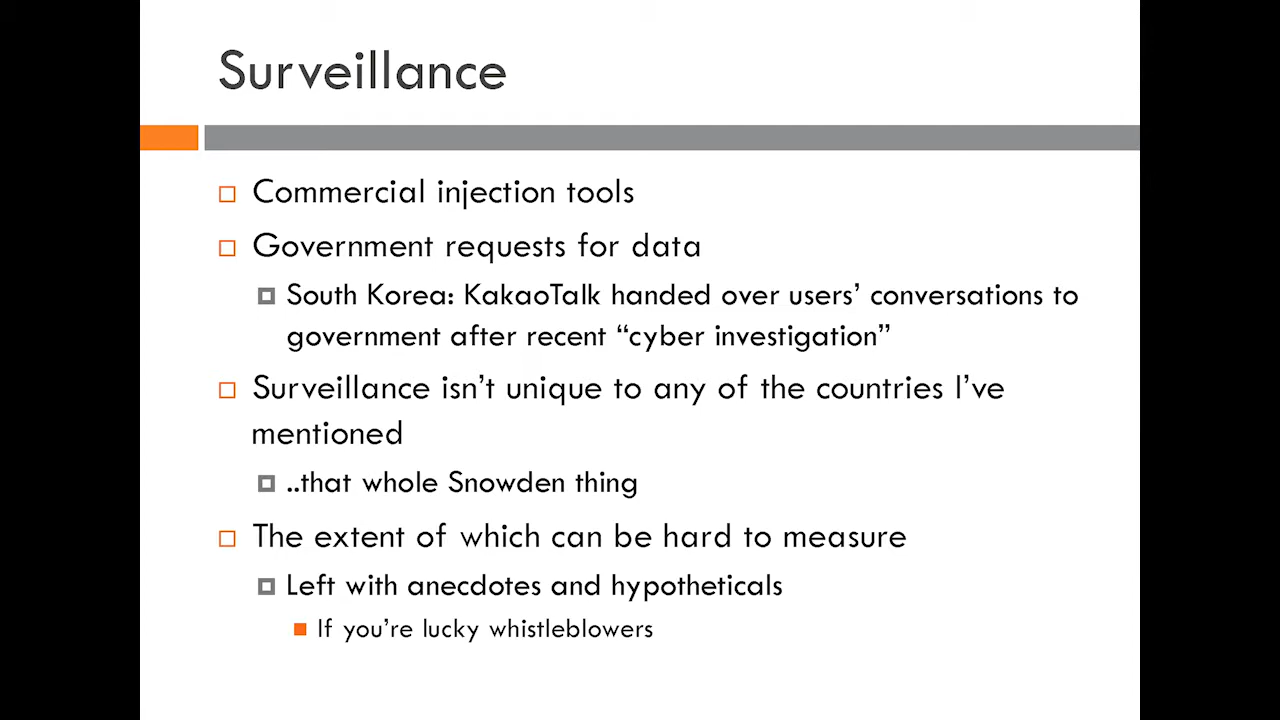 Surveillance
Commercial injection tools
Government requests for data
South Korea: KakaoTalk handed over users’ conversations to
government after recent “cyber investigation”
Surveillance isn’t unique to any of the countries I’ve
mentioned
..that whole Snowden thing
The extent of which can be hard to measure
Left with anecdotes and hypotheticals
If you’re lucky whistleblowers